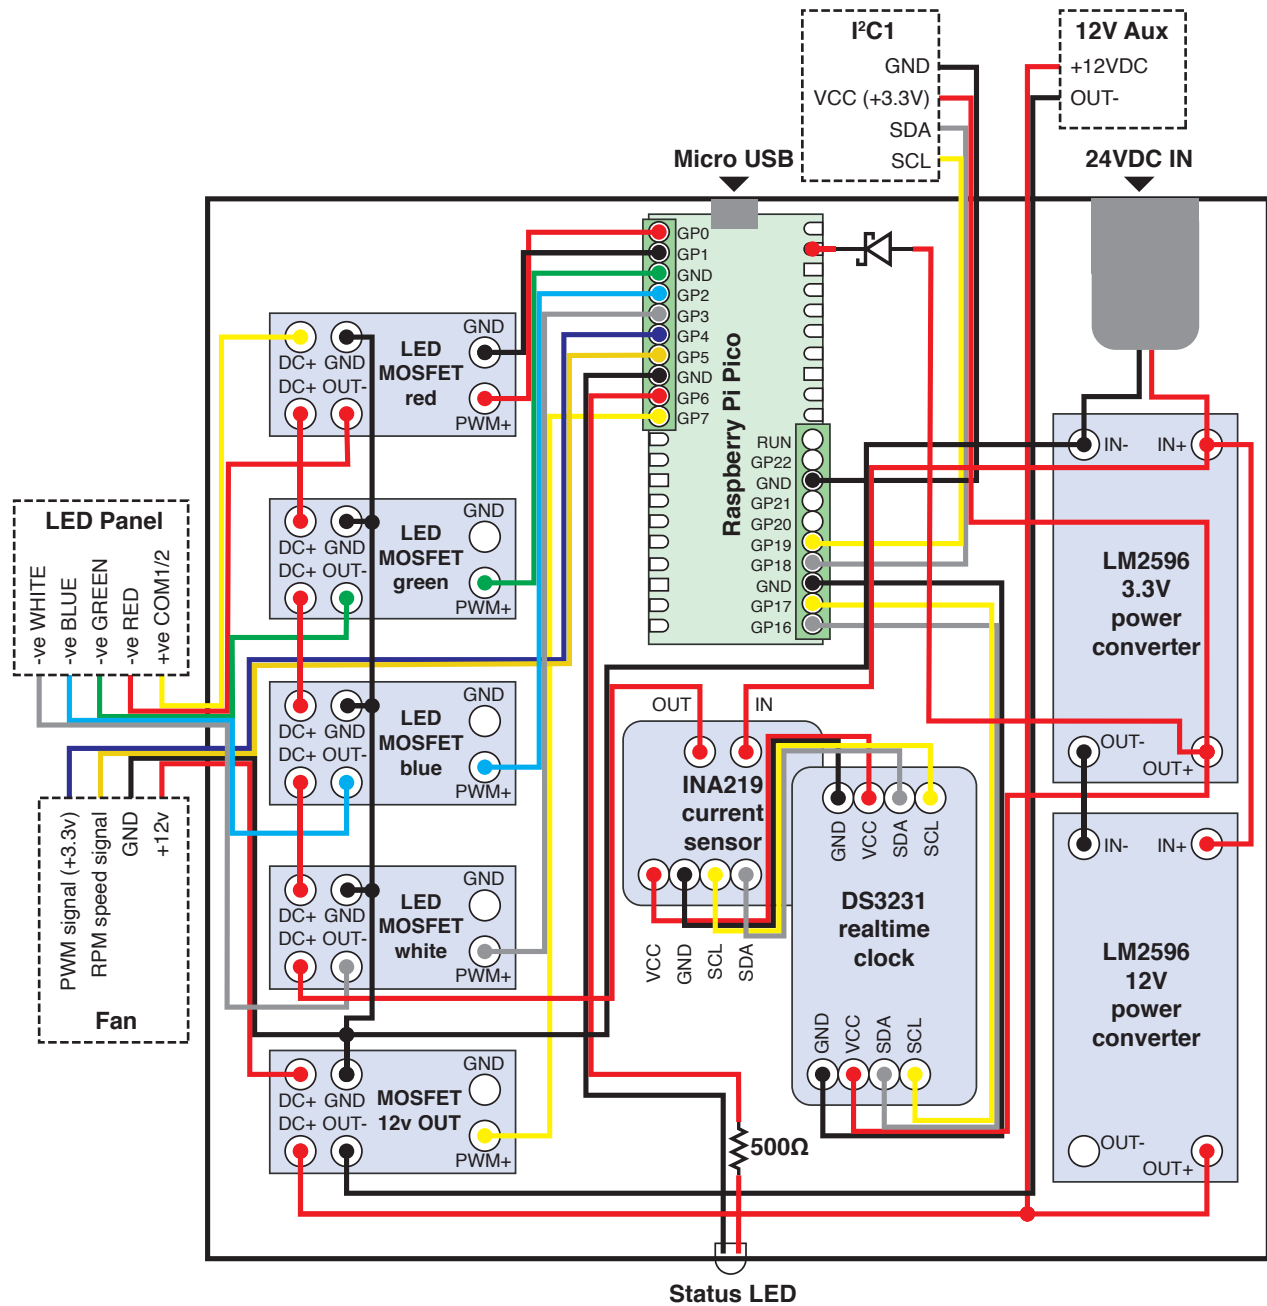 I²C1
GND
VCC (+3.3V)
SDA
SCL
12V Aux
+12VDC
OUT-
Micro USB
24VDC IN
GP0
GP1
GND
GP2
GP3
GP4
GP5
GND
GP6
GP7
Raspberry Pi Pico
RUN
GP22
GND
GP21
GP20
GP19
GP18
GND
GP17
GP16
GND
DC+ GND
DC+ OUT-
LED
MOSFET
red
PWM+
GND
DC+ GND
DC+ OUT-
LED
MOSFET
green
PWM+
GND
DC+ GND
DC+ OUT-
LED
MOSFET
blue
PWM+
GND
DC+ GND
DC+ OUT-
LED
MOSFET
white
PWM+
GND
DC+ GND
DC+ OUT-
MOSFET
12v OUT
PWM+
LED Panel
-ve WHITE
-ve BLUE
-ve GREEN
-ve RED
+ve COM1/2
PWM signal (+3.3v)
RPM speed signal
GND
+12v
Fan
OUT
IN
INA219
current
sensor
VCC
GND
SCL
SDA
GND
VCC
SDA
SCL
DS3231
realtime
clock
GND
VCC
SDA
SCL
IN-
IN+
LM2596
3.3V
power
converter
OUT-
OUT+
IN-
IN+
LM2596
12V
power
converter
OUT-
OUT+
500Ω
Status LED